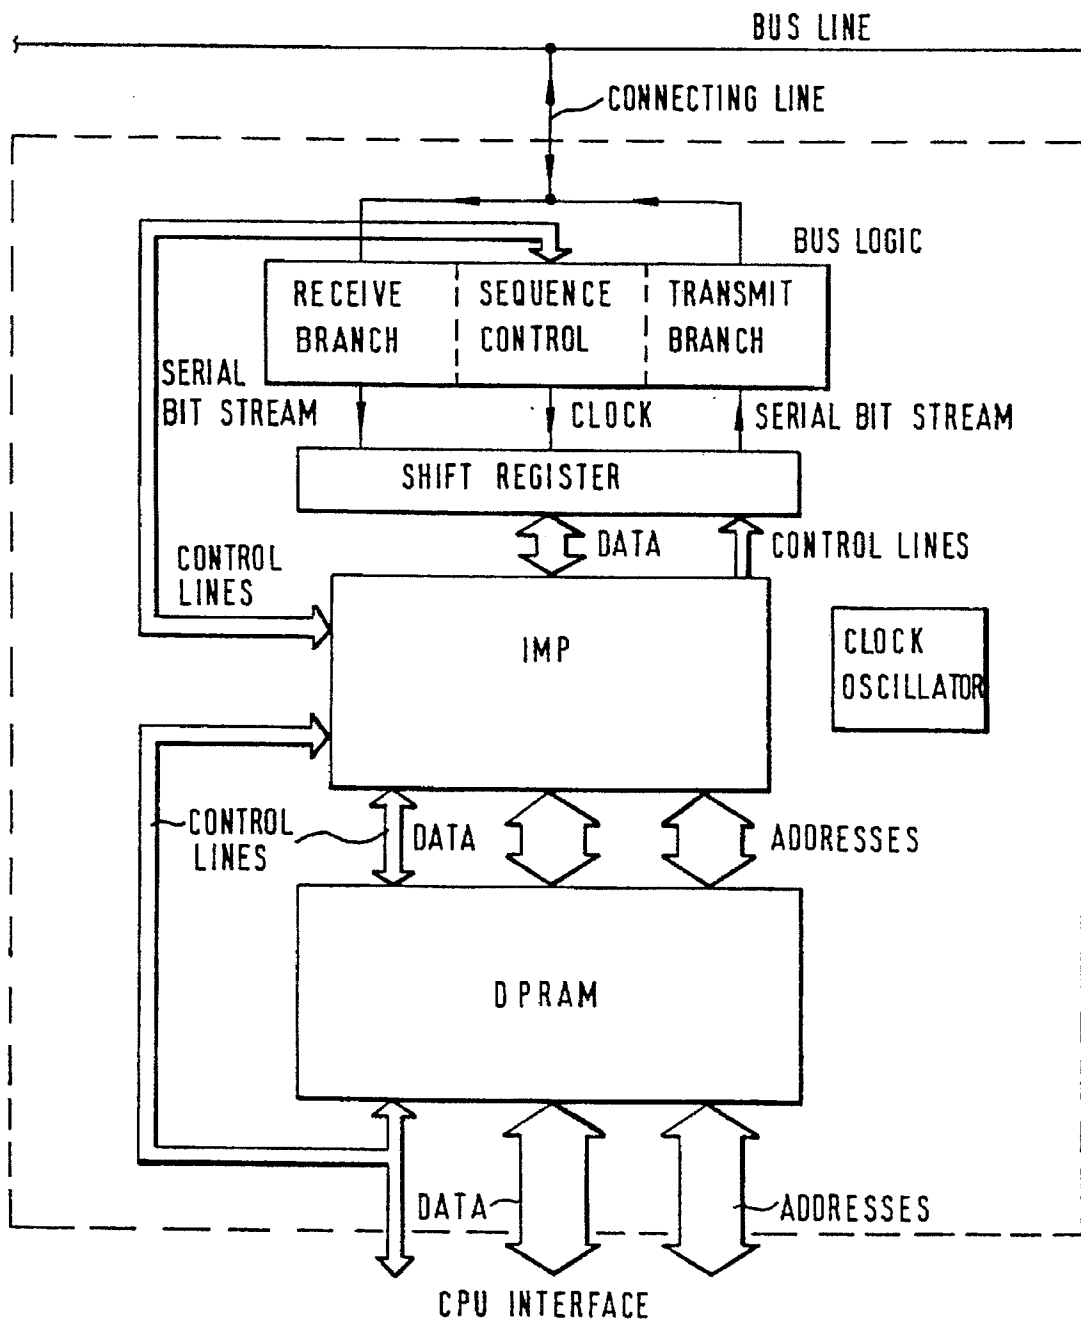 BUS LINE
CONNECTING LINE
BUS LOGIC
RECEIVE
BRANCH
SEQUENCE
CONTROL
TRANSMIT
BRANCH
SERIAL
BIT STREAM
CLOCK
SERIAL BIT STREAM
SHIFT REGISTER
DATA
CONTROL LINES
CONTROL
LINES
IMP
CLOCK
OSCILLATOR
CONTROL
LINES
DATA
ADDRESSES
DPRAM
DATA
ADDRESSES
CPU INTERFACE